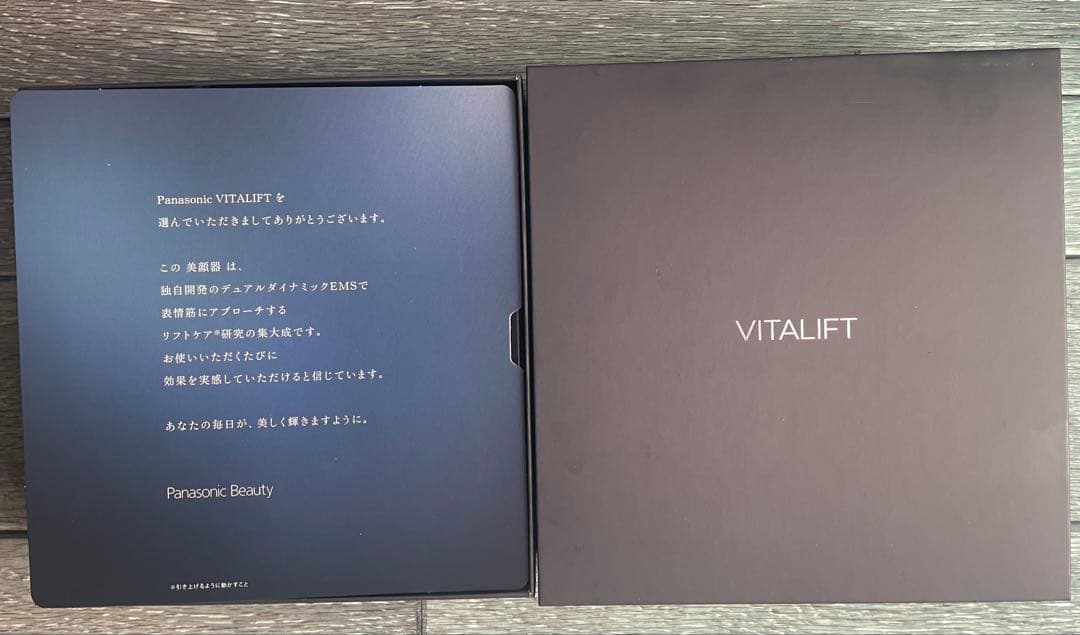 Panasonic VITALIFT を
選んでいただきましてありがとうございます。
この 美顔器 は、
独自開発のデュアルダイナミックEMSで
表情筋にアプローチする
リフトケア※研究の集大成です。
お使いいただくたびに
効果を実感していただけると信じています。
あなたの毎日が、美しく輝きますように。
Panasonic Beauty
※引き上げるように動かすこと
VITALIFT